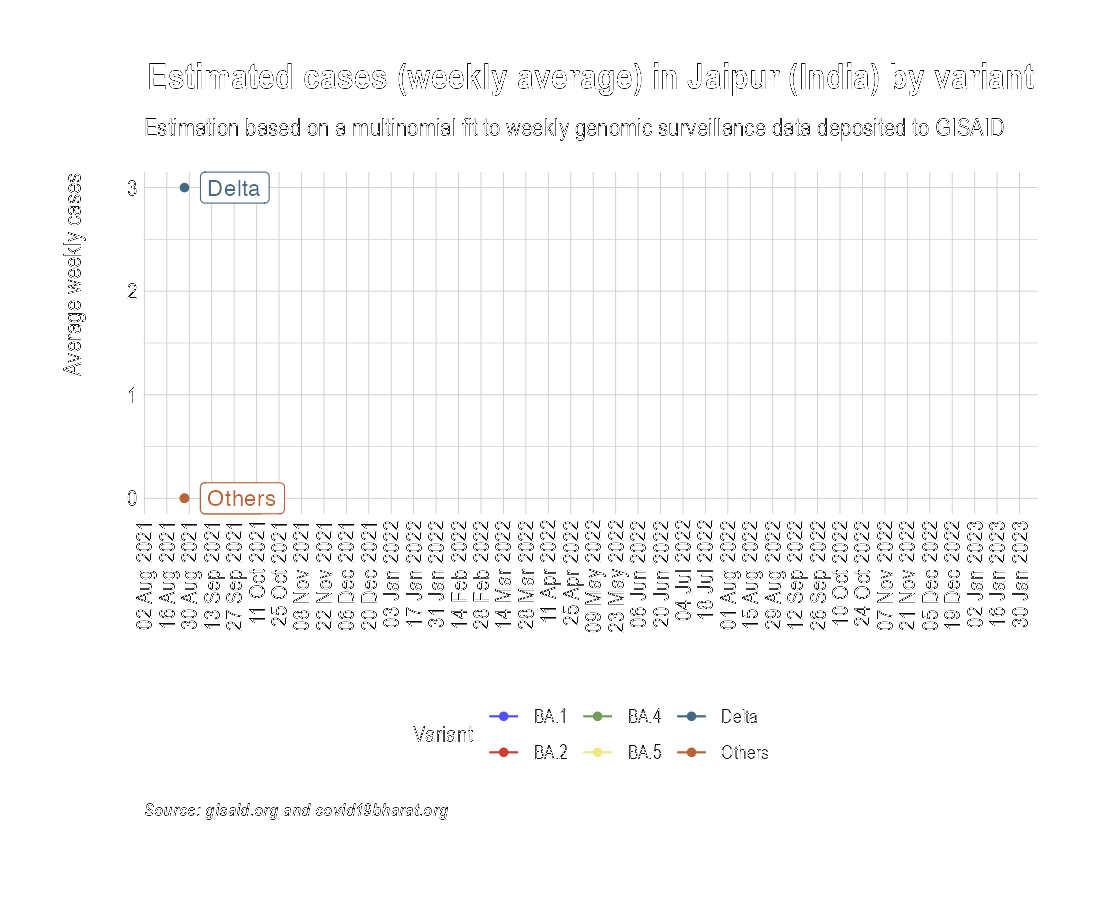 Estimated cases (weekly average) in Jaipur (India) by variant
Estimation based on a multinomial fit to weekly genomic surveillance data deposited to GISAID
Average weekly cases
3
2
1
0
Delta
Others
02 Aug 2021
16 Aug 2021
30 Aug 2021
13 Sep 2021
27 Sep 2021
11 Oct 2021
25 Oct 2021
08 Nov 2021
22 Nov 2021
06 Dec 2021
20 Dec 2021
03 Jan 2022
17 Jan 2022
31 Jan 2022
14 Feb 2022
28 Feb 2022
14 Mar 2022
28 Mar 2022
11 Apr 2022
25 Apr 2022
09 May 2022
23 May 2022
06 Jun 2022
20 Jun 2022
04 Jul 2022
18 Jul 2022
01 Aug 2022
15 Aug 2022
29 Aug 2022
12 Sep 2022
26 Sep 2022
10 Oct 2022
24 Oct 2022
07 Nov 2022
21 Nov 2022
05 Dec 2022
19 Dec 2022
02 Jan 2023
16 Jan 2023
30 Jan 2023
Variant
BA.1 BA.4 Delta
BA.2 BA.5 Others
Source: gisaid.org and covid19bharat.org